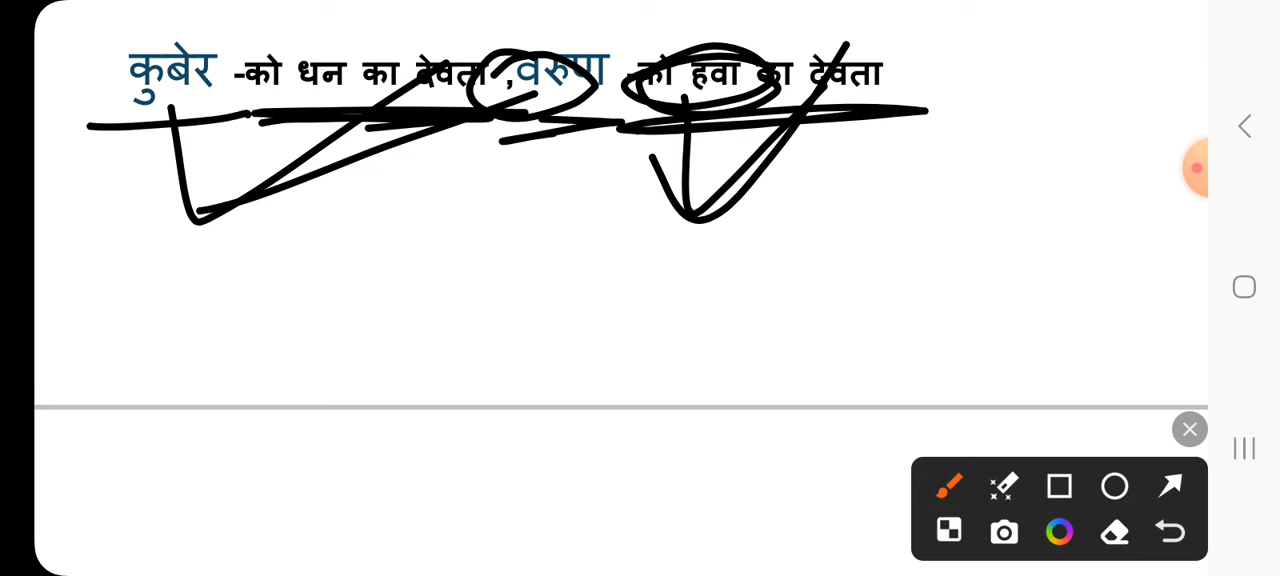 कुबेर -को धन का देवता ,वरुण -को हवा का देवता